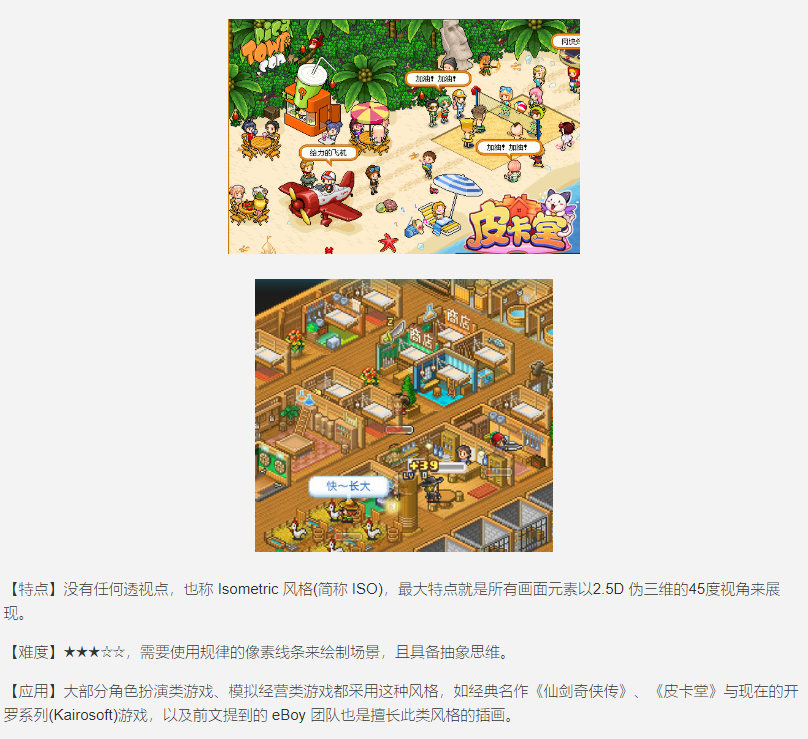 nice
TOWN
加油！加油！
给力的飞机
加油！加油！
皮卡堂
商店
商店
+39
快～长大
【特点】没有任何透视点，也称 Isometric 风格(简称 ISO)，最大特点就是所有画面元素以2.5D 伪三维的45度视角来展
现。
【难度】★★★☆☆，需要使用规律的像素线条来绘制场景，且具备抽象思维。
【应用】大部分角色扮演类游戏、模拟经营类游戏都采用这种风格，如经典名作《仙剑奇侠传》、《皮卡堂》与现在的开
罗系列(Kairosoft)游戏，以及前文提到的 eBoy 团队也是擅长此类风格的插画。